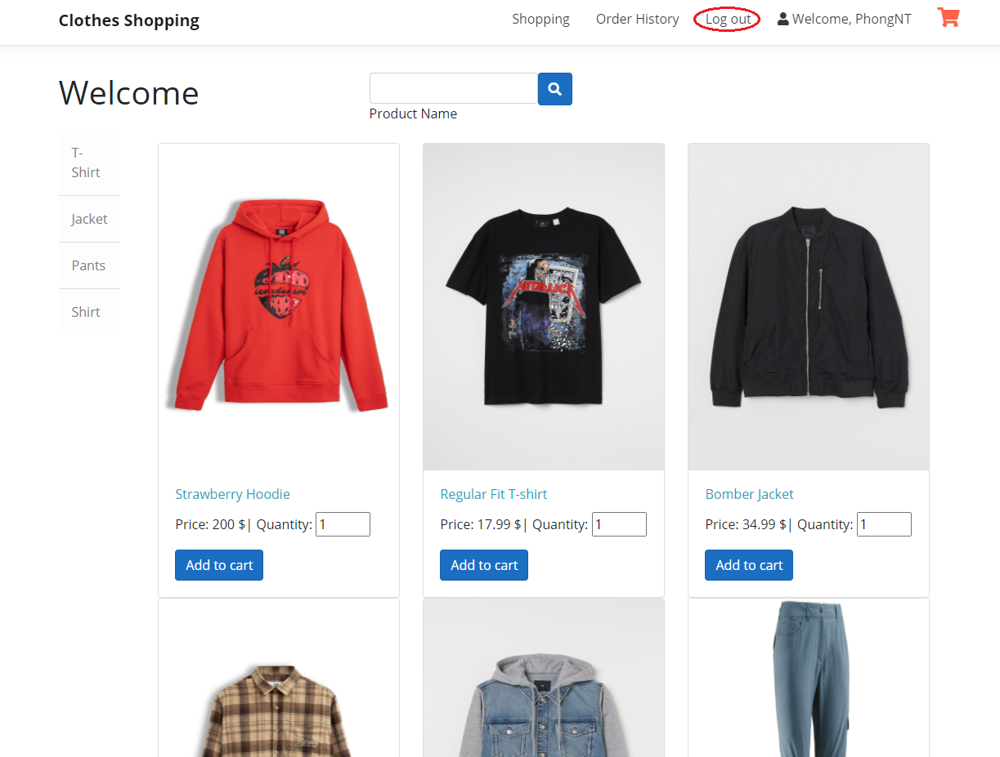 Clothes Shopping
Shopping Order History Log out Welcome, PhongNT
Welcome
Product Name
T-
Shirt
Jacket
Pants
Shirt
METALLICA
Strawberry Hoodie
Price: 200 $| Quantity: 1
Add to cart
Regular Fit T-shirt
Price: 17.99 $| Quantity: 1
Add to cart
Bomber Jacket
Price: 34.99 $| Quantity: 1
Add to cart